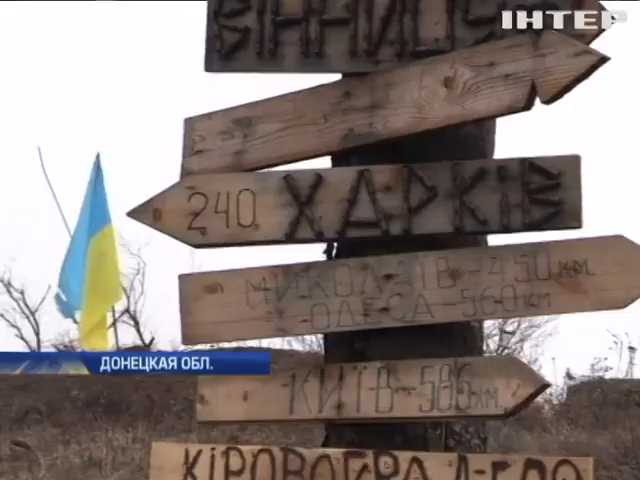 ІНТЕР
ВІННИЦЯ
240 ХАРКІВ
МИКОЛАЇВ-450 км.
ОДЕСА-560 км
ДОНЕЦКАЯ ОБЛ.
КИЇВ-586 км.